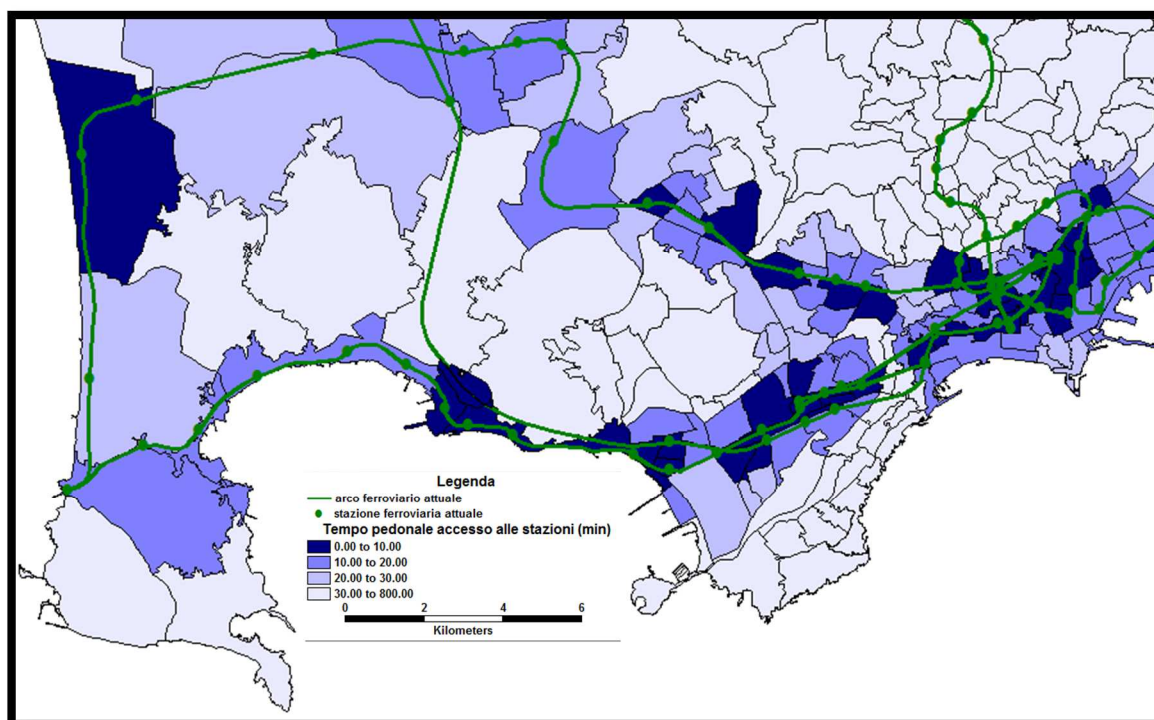 Legenda
arco ferroviario attuale
stazione ferroviaria attuale
Tempo pedonale accesso alle stazioni (min)
0.00 to 10.00
10.00 to 20.00
20.00 to 30.00
30.00 to 800.00
0 2 4 6
Kilometers